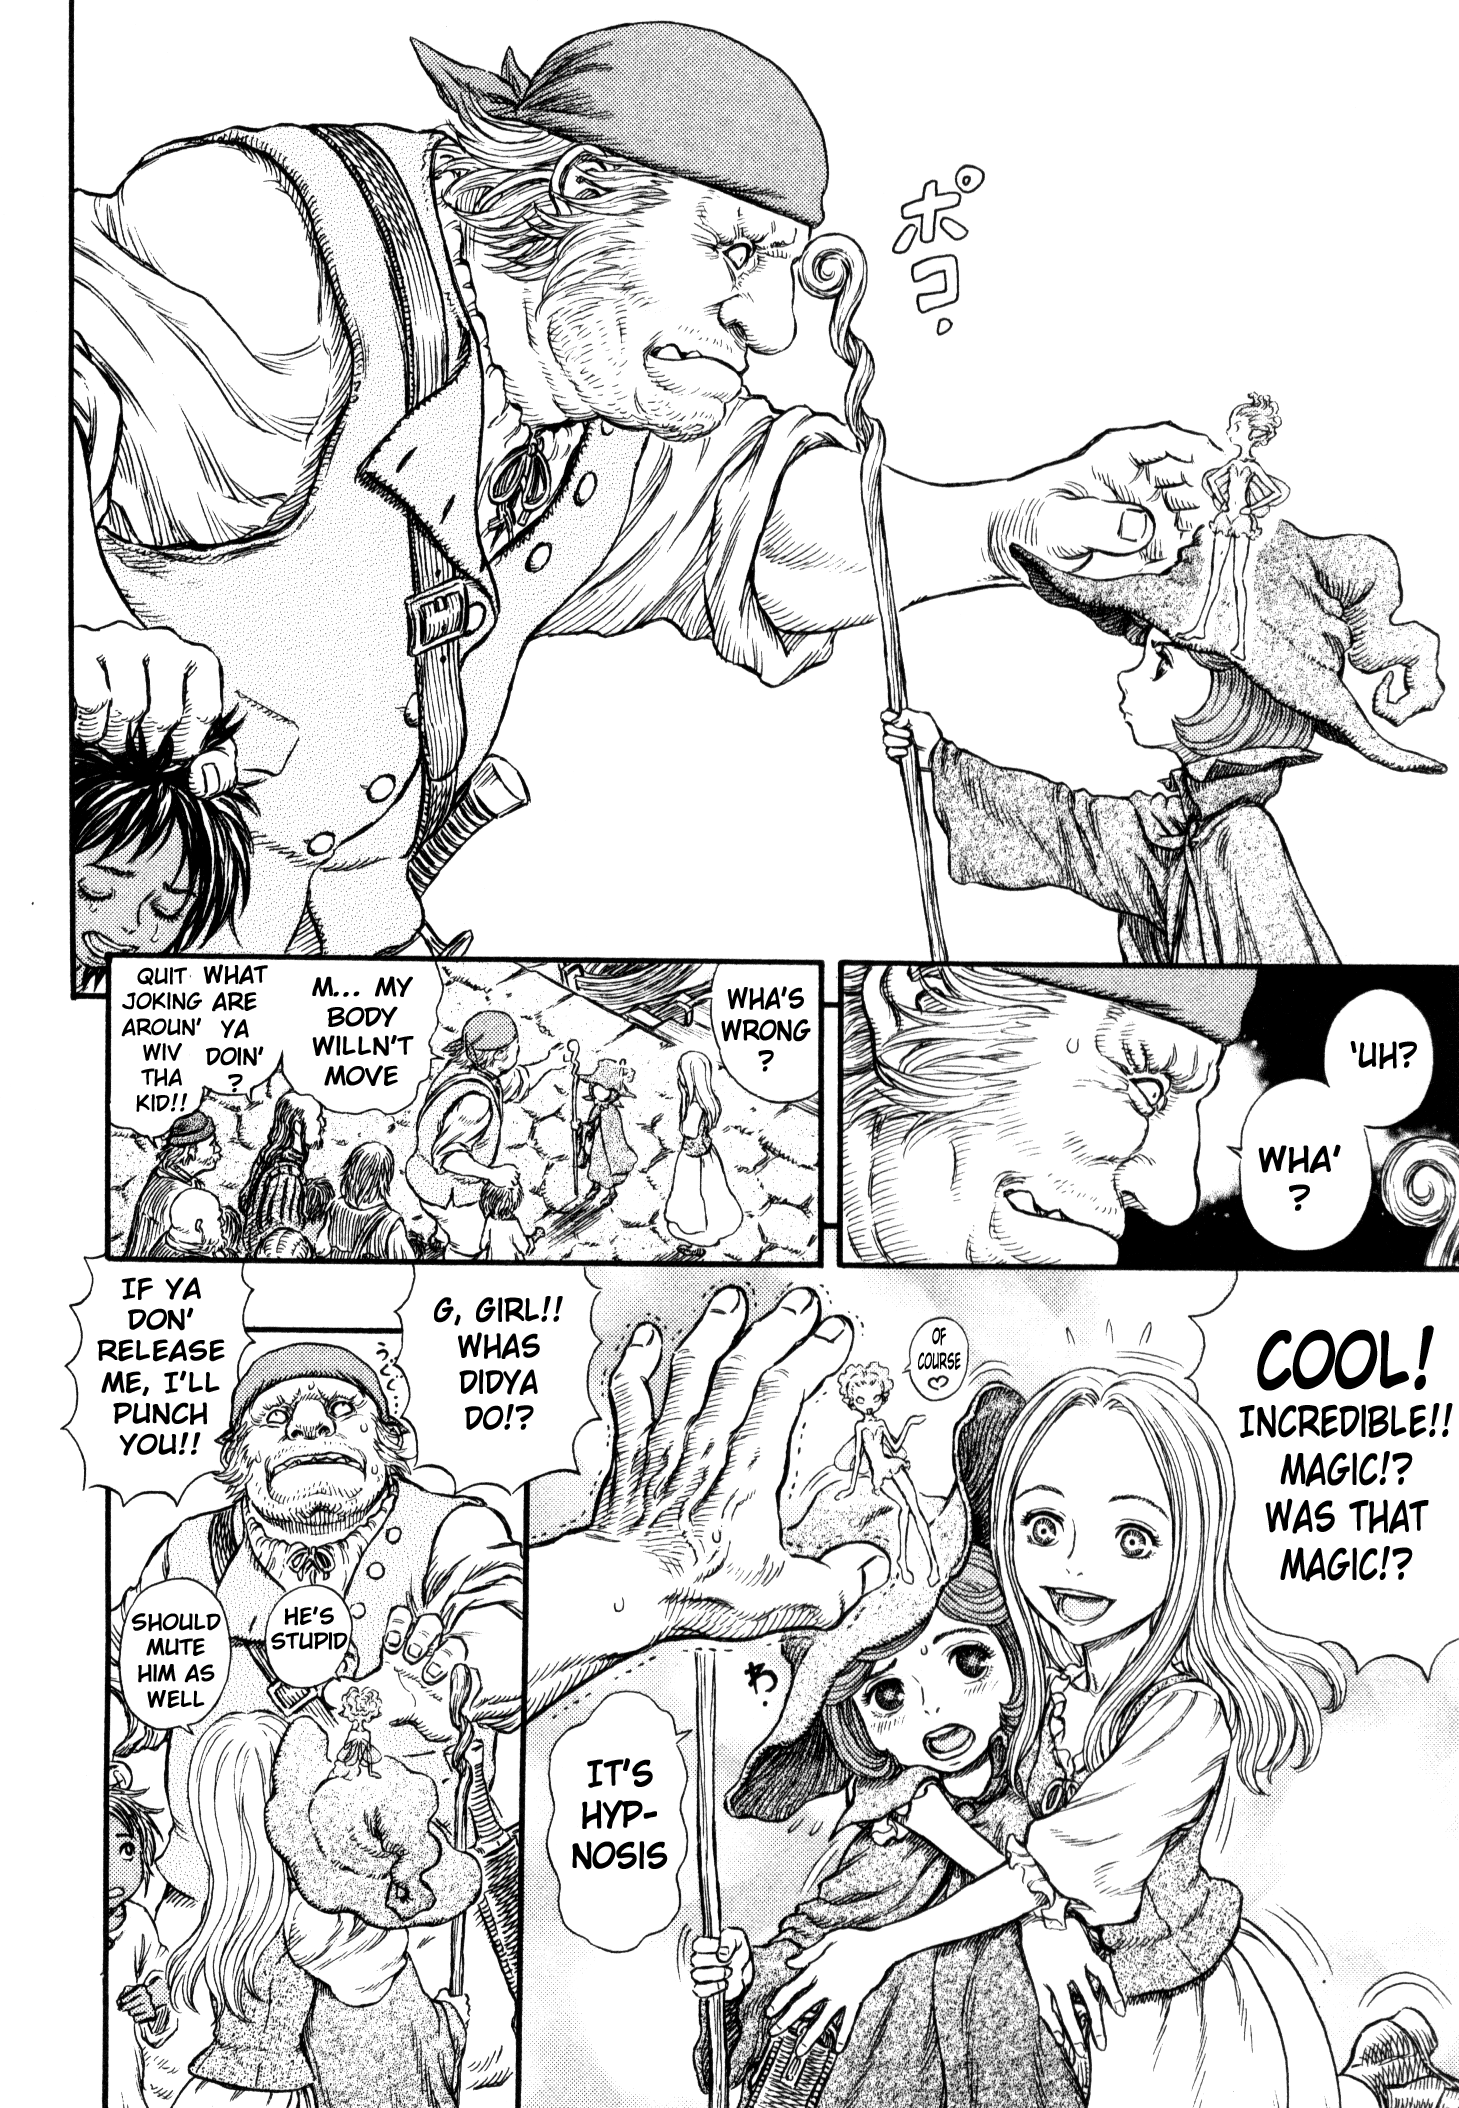 ポコ
'UH?
WHA'
?
WHA'S
WRONG
?
M... MY
BODY
WILLN'T
MOVE
WHAT
ARE
YA
DOIN'
?
QUIT
JOKING
AROUN'
WIV
THA
KID!!
COOL!
INCREDIBLE!!
MAGIC!?
WAS THAT
MAGIC!?
OF
COURSE
♡
わ
IT'S
HYP-
NOSIS
G, GIRL!!
WHAS
DIDYA
DO!?
IF YA
DON'
RELEASE
ME, I'LL
PUNCH
YOU!!
HE'S
STUPID
SHOULD
MUTE
HIM AS
WELL